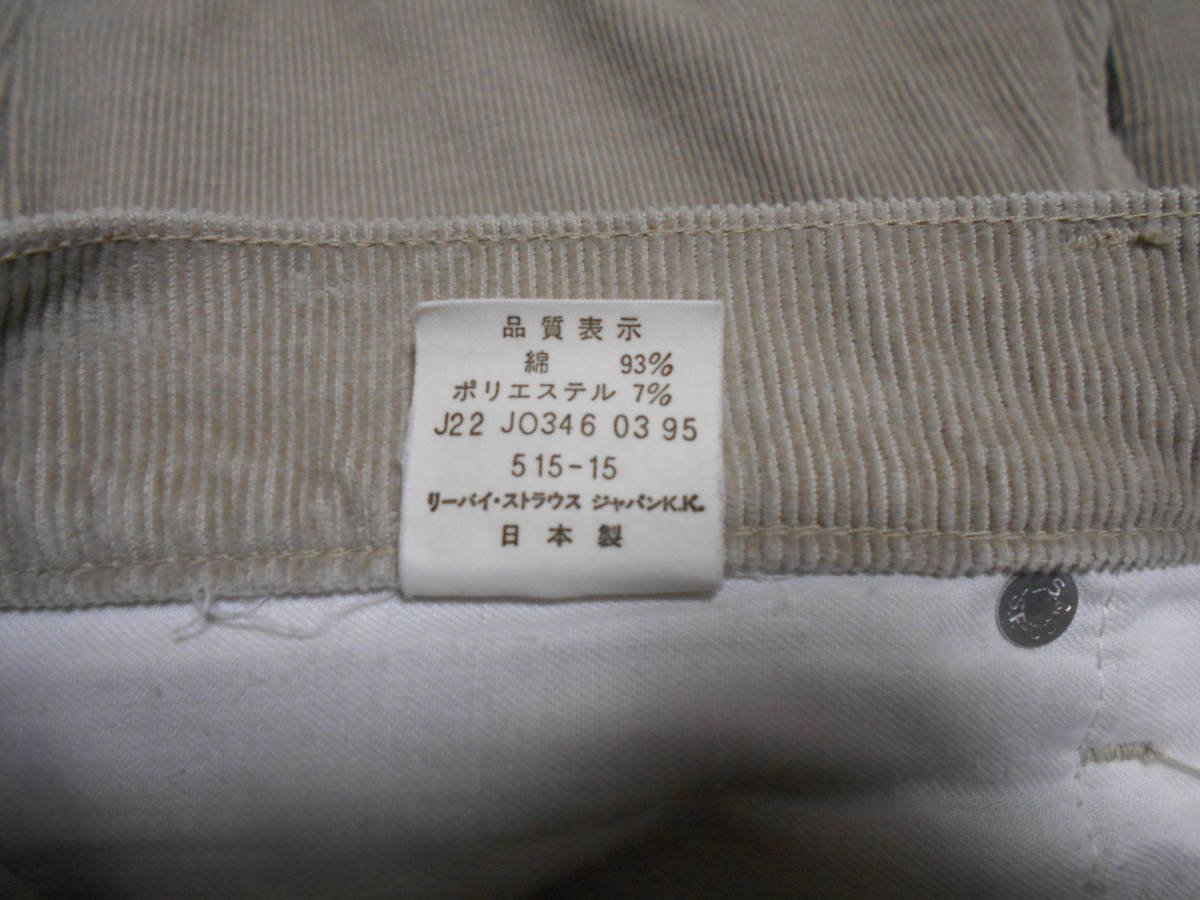 品質表示
綿 93%
ポリエステル 7%
J22 JO346 03 95
515-15
リーバイ・ストラウス ジャパンK.K.
日本製